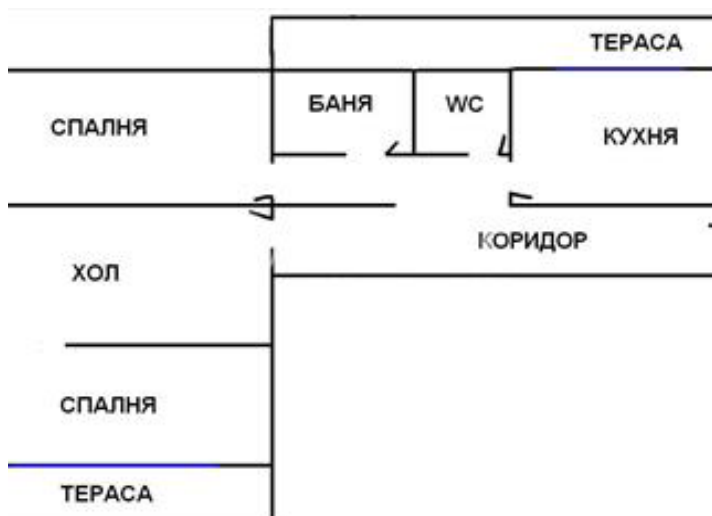 ТЕРАСА
БАНЯ
WC
СПАЛНЯ
КУХНЯ
КОРИДОР
ХОЛ
СПАЛНЯ
ТЕРАСА